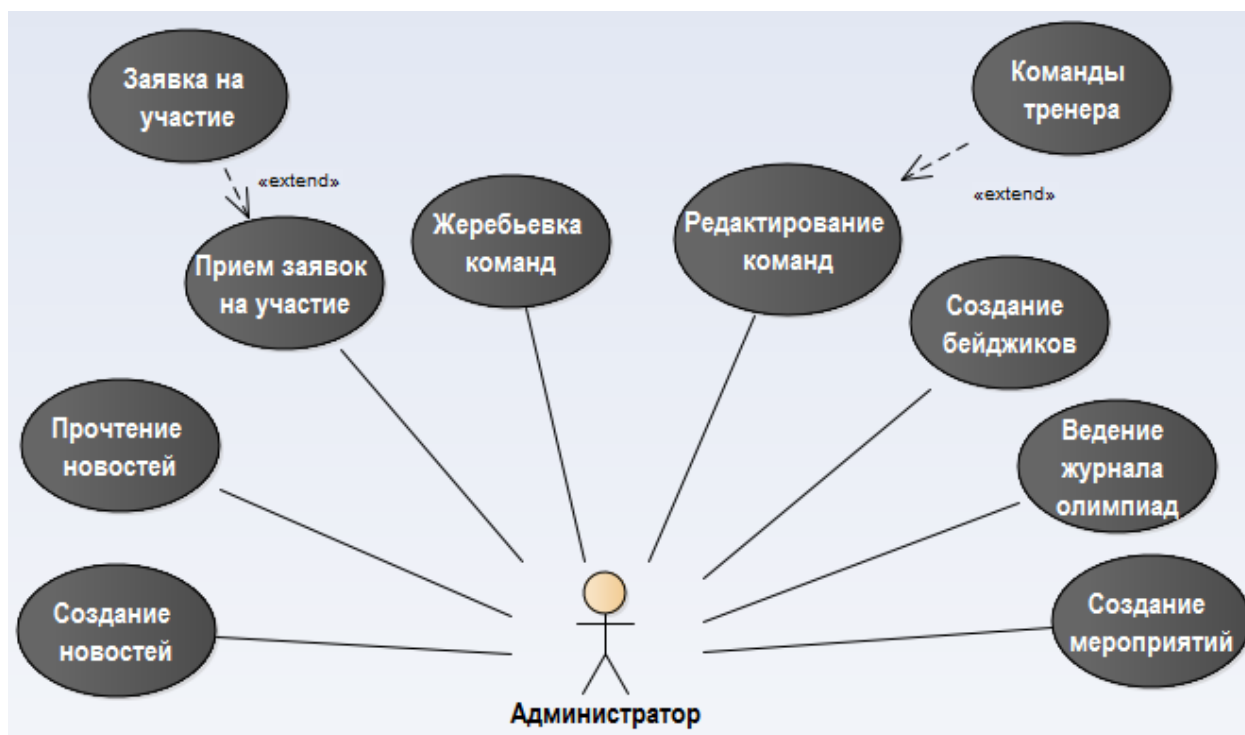 Заявка на
участие
Команды
тренера
«extend»
«extend»
Жеребьевка
команд
Редактирование
команд
Прием заявок
на участие
Создание
бейджиков
Прочтение
новостей
Ведение
журнала
олимпиад
Создание
новостей
Создание
мероприятий
Администратор